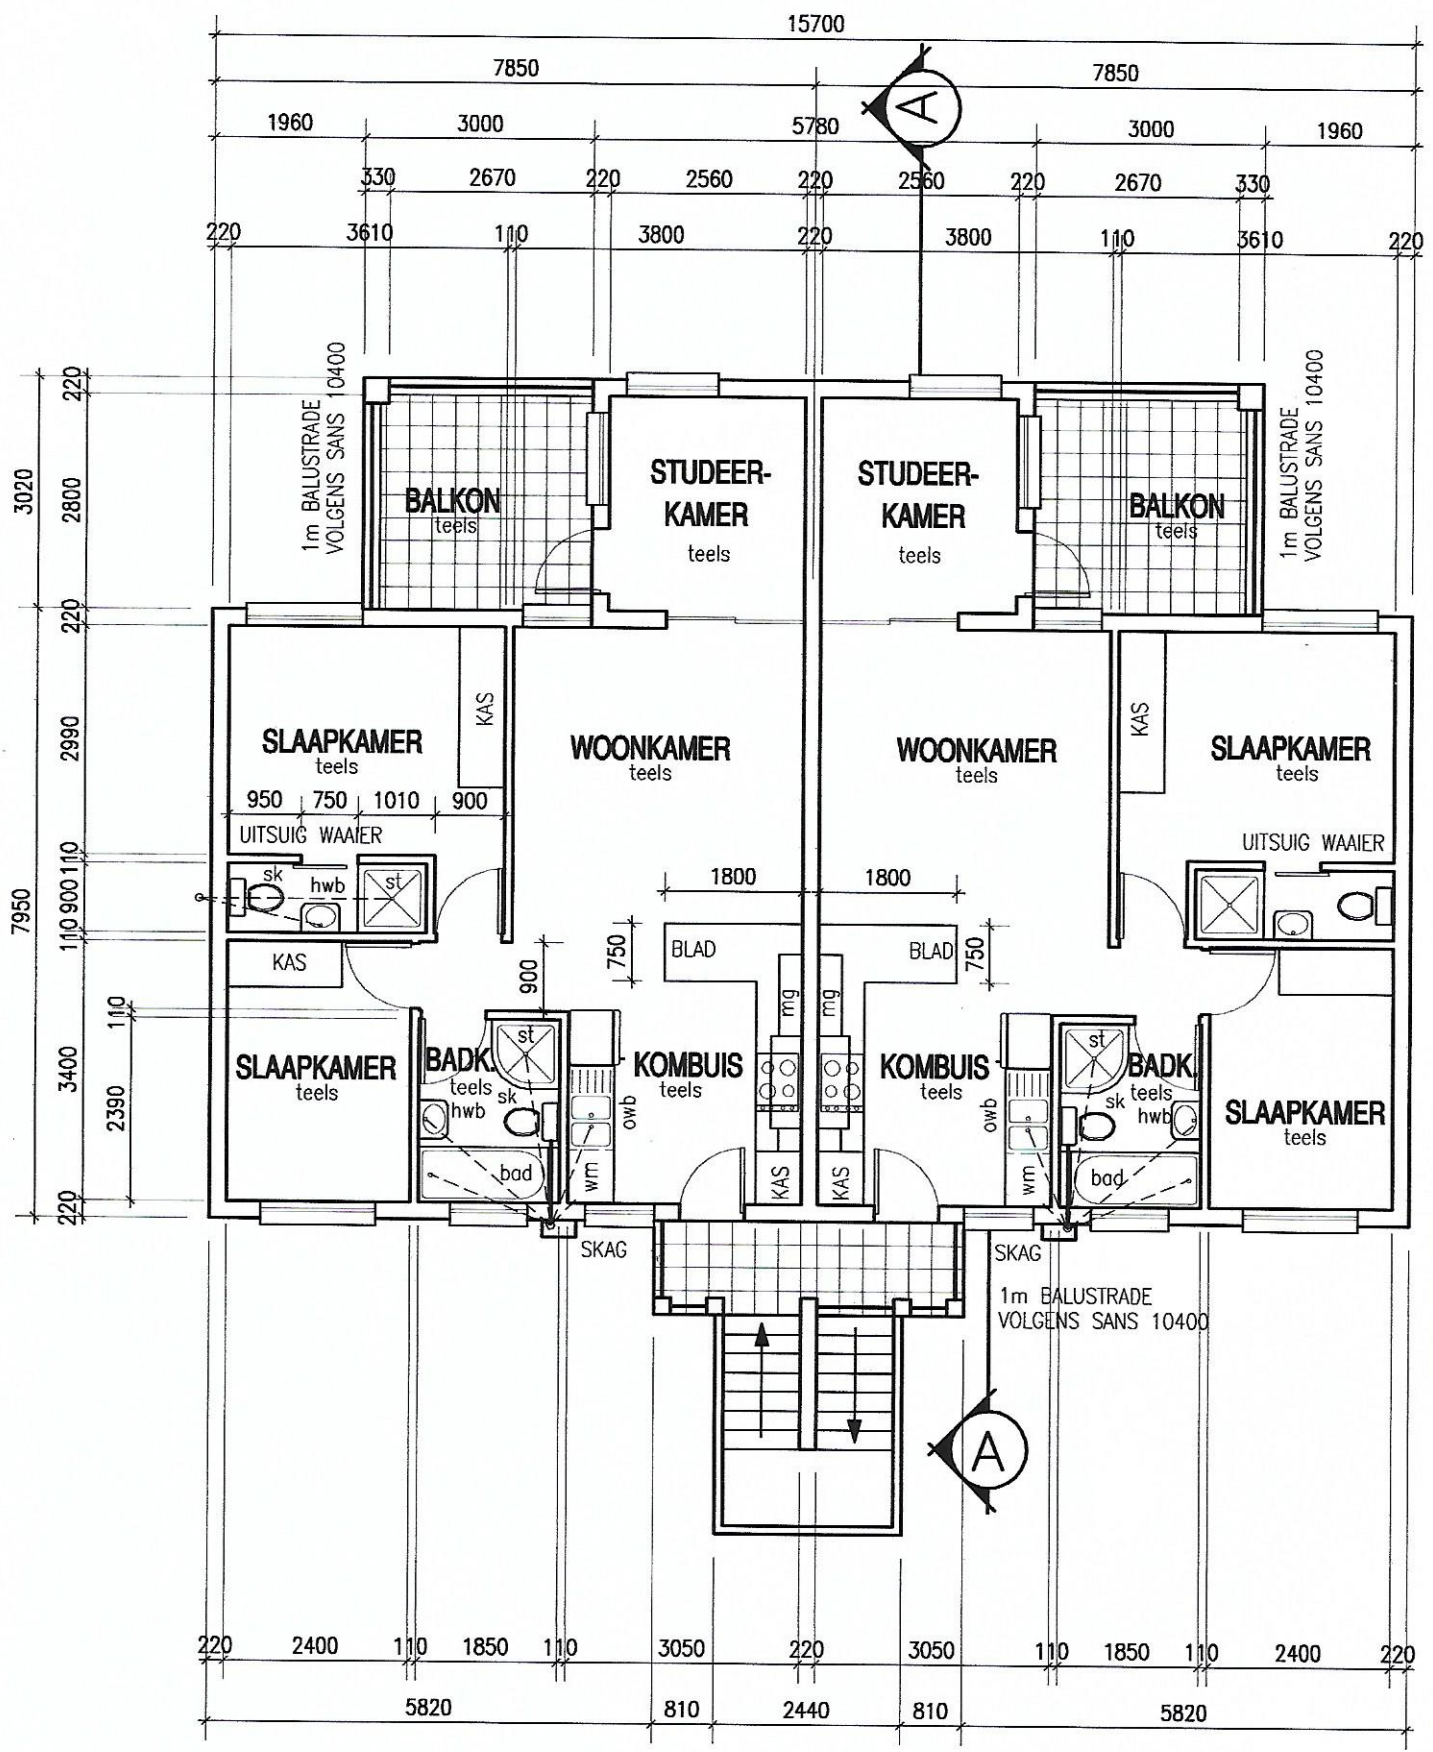 15700
7850 7850
A
1960 3000 5780 3000 1960
330 2670 220 2560 220 2560 220 2670 330
220 3610 110 3800 220 3800 110 3610 220
1m BALUSTRADE
VOLGENS SANS 10400
1m BALUSTRADE
VOLGENS SANS 10400
220
3020
2800
220
2990
110
900
110
7950
110
3400
2390
220
BALKON
teels
STUDEER-
KAMER
teels
STUDEER-
KAMER
teels
BALKON
teels
SLAAPKAMER
teels
KAS
WOONKAMER
teels
WOONKAMER
teels
KAS
SLAAPKAMER
teels
950 750 1010 900
UITSUIG WAAIER
UITSUIG WAAIER
sk hwb st
1800 1800
KAS
900
750
BLAD
BLAD
750
mg
mg
SLAAPKAMER
teels
BADK.
teels
st
sk
hwb
bad
owb
wm
KOMBUIS
teels
KAS
KAS
KOMBUIS
teels
owb
wm
st
BADK.
teels
sk
hwb
bad
SLAAPKAMER
teels
SKAG
SKAG
1m BALUSTRADE
VOLGENS SANS 10400
A
220 2400 110 1850 110 3050 220 3050 110 1850 110 2400 220
5820 810 2440 810 5820